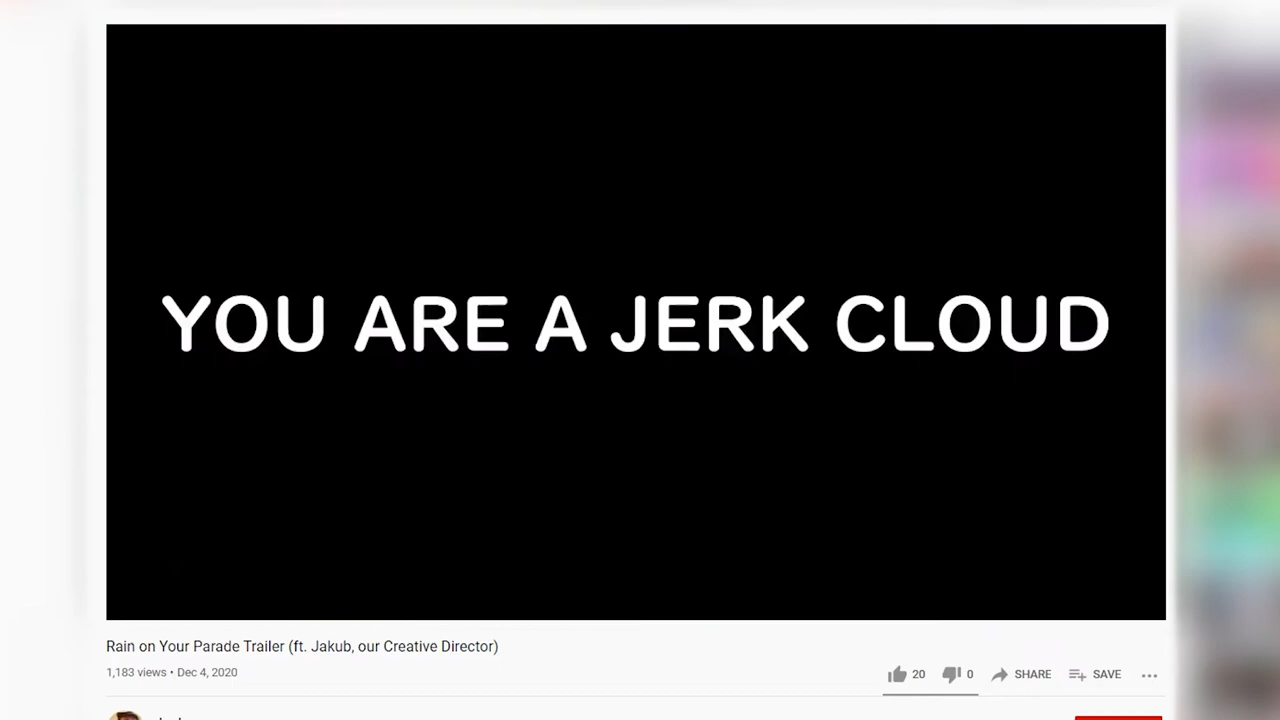 YOU ARE A JERK CLOUD
Rain on Your Parade Trailer (ft. Jakub, our Creative Director)
1,183 views • Dec 4, 2020
20
0
SHARE
SAVE